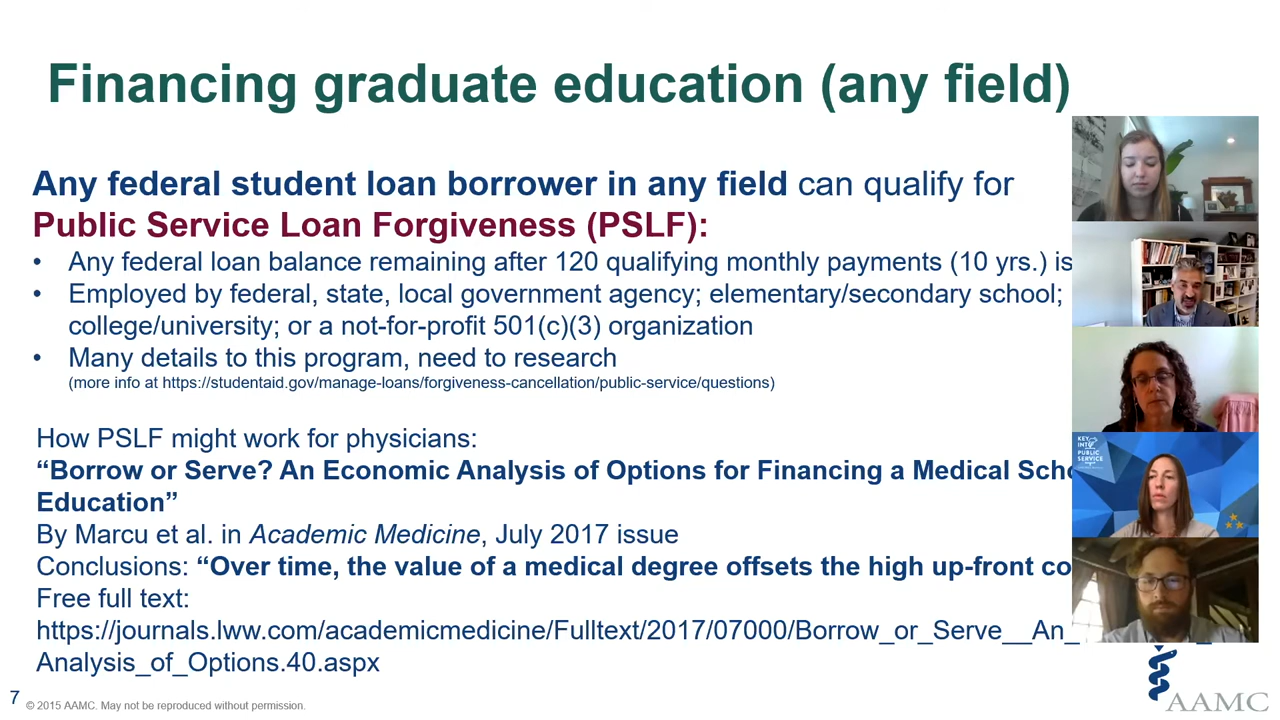 Financing graduate education (any field)
Any federal student loan borrower in any field can qualify for
Public Service Loan Forgiveness (PSLF):
• Any federal loan balance remaining after 120 qualifying monthly payments (10 yrs.) is
• Employed by federal, state, local government agency; elementary/secondary school;
college/university; or a not-for-profit 501(c)(3) organization
• Many details to this program, need to research
(more info at https://studentaid.gov/manage-loans/forgiveness-cancellation/public-service/questions)
How PSLF might work for physicians:
“Borrow or Serve? An Economic Analysis of Options for Financing a Medical
Education”
By Marcu et al. in Academic Medicine, July 2017 issue
Conclusions: “Over time, the value of a medical degree offsets the high up-front
Free full text:
https://journals.lww.com/academicmedicine/Fulltext/2017/07000/Borrow_or_Serve__An_
Analysis_of_Options.40.aspx
7 © 2015 AAMC. May not be reproduced without permission.
AAMC
KEY
INTO
PUBLIC
SERVICE